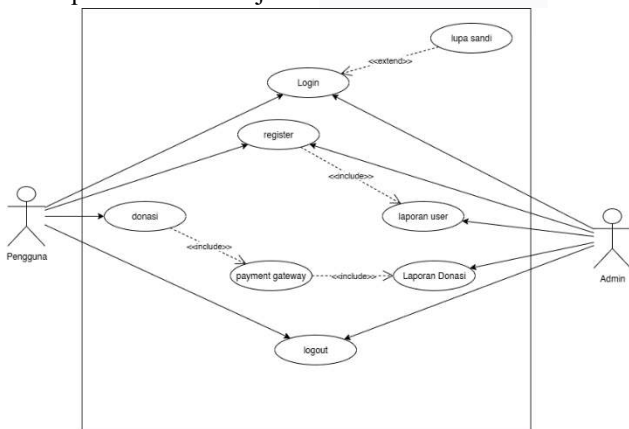 lupa sandi
<<extend>>
Login
register
<<include>>
donasi
laporan user
<<include>>
payment gateway
<<include>>
Laporan Donasi
Pengguna
Admin
logout